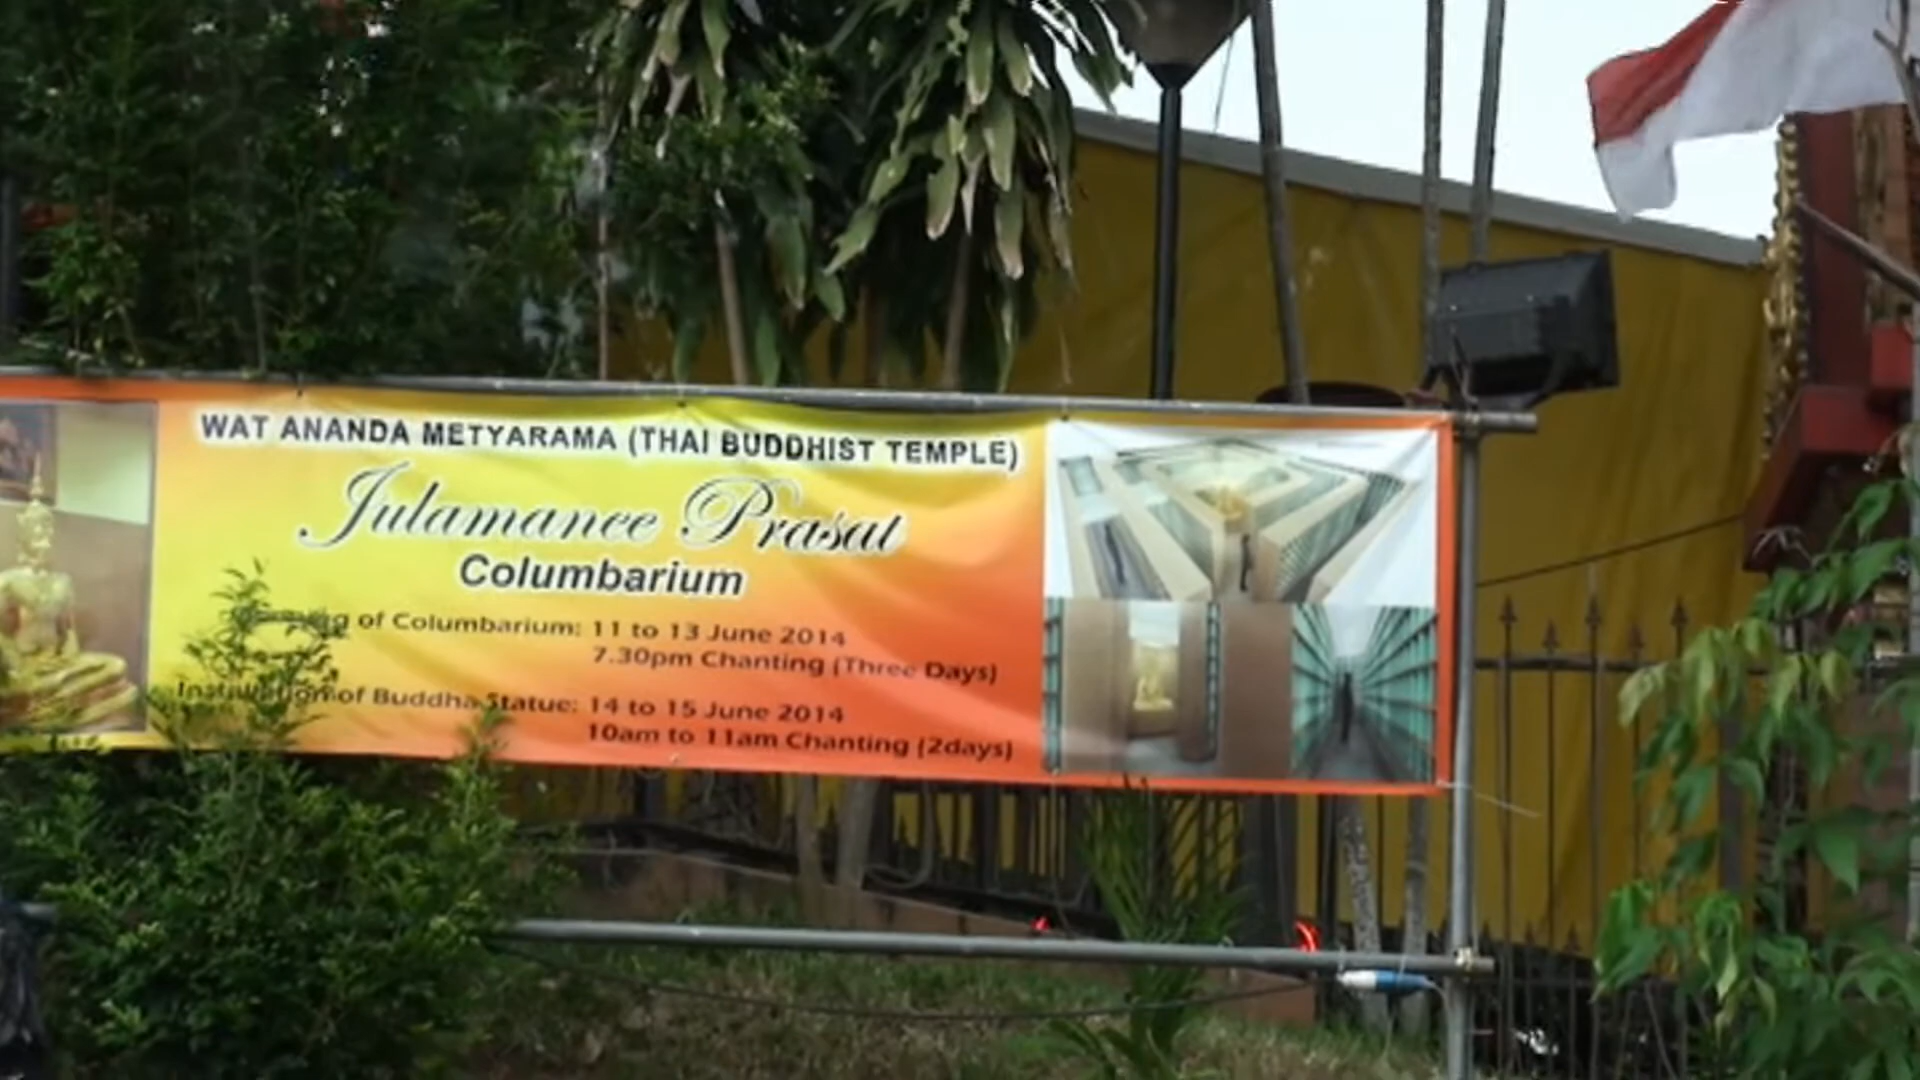 WAT ANANDA METYARAMA (THAI BUDDHIST TEMPLE)
Julamanee Prasat
Columbarium
of Columbarium: 11 to 13 June 2014
7.30pm Chanting (Three Days)
Installation of Buddha Statue: 14 to 15 June 2014
10am to 11am Chanting (2days)